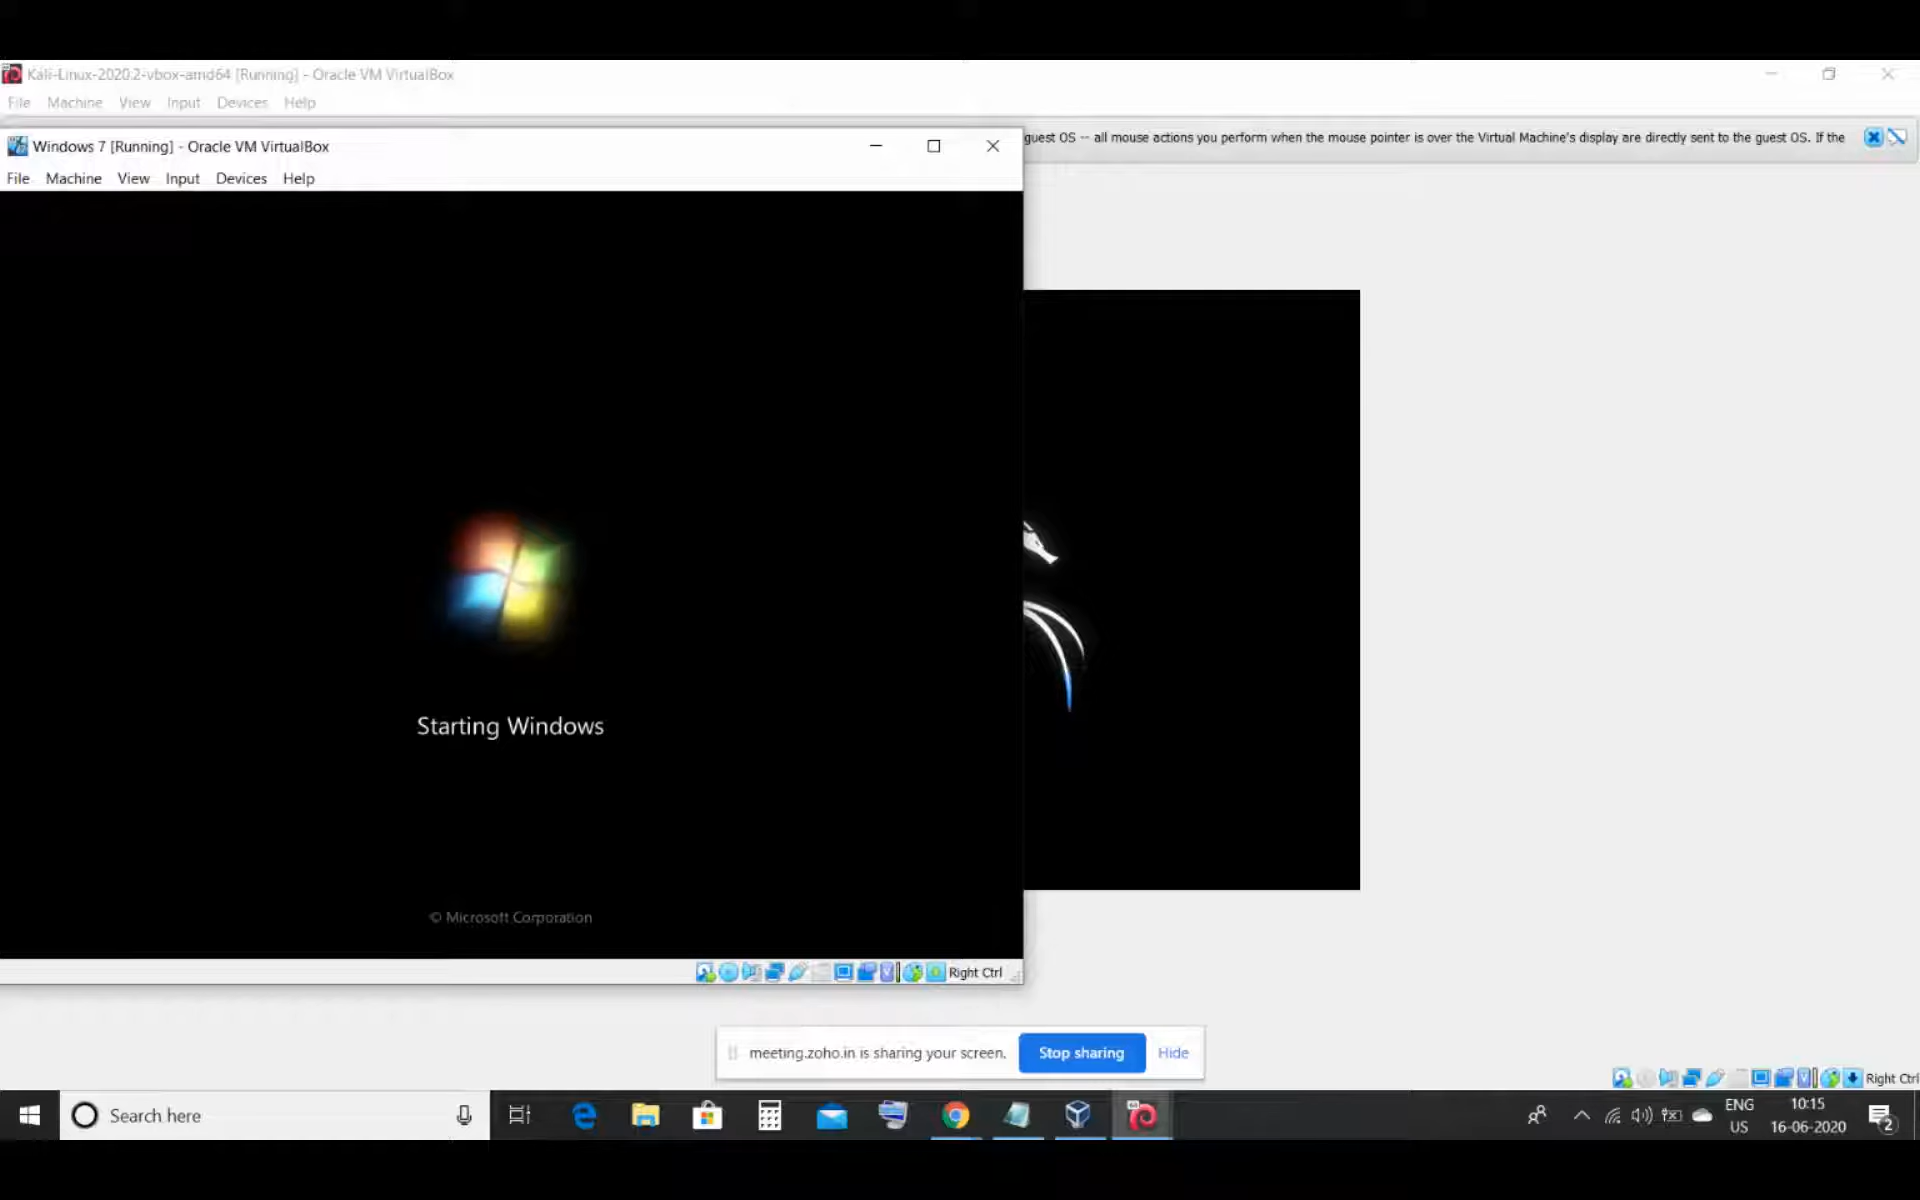 Kali-Linux-2020.2-vbox-amd64 [Running] - Oracle VM VirtualBox
File Machine View Input Devices Help
guest OS -- all mouse actions you perform when the mouse pointer is over the Virtual Machine's display are directly sent to the guest OS. If the
Windows 7 [Running] - Oracle VM VirtualBox
File Machine View Input Devices Help
Starting Windows
© Microsoft Corporation
Right Ctrl
meeting.zoho.in is sharing your screen. Stop sharing Hide
Right Ctrl
Search here
ENG
US
10:15
16-06-2020
2